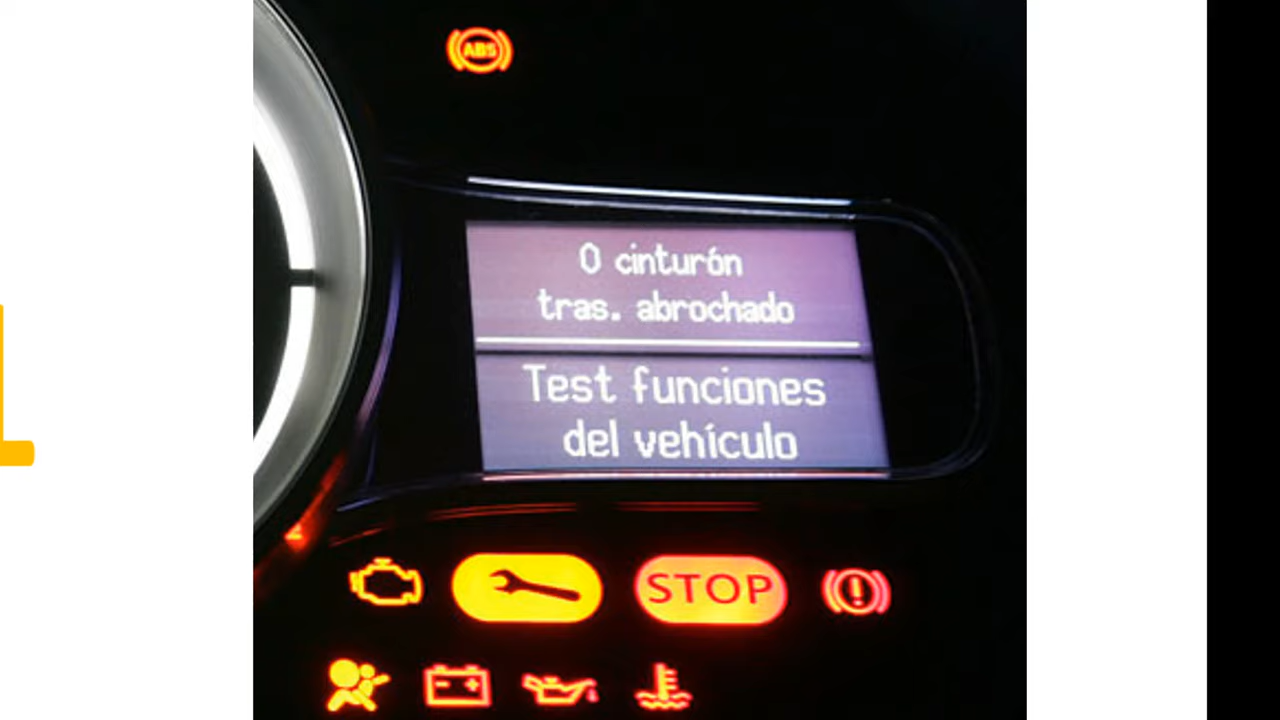 ABS
0 cinturón
tras. abrochado
Test funciones
del vehículo
STOP